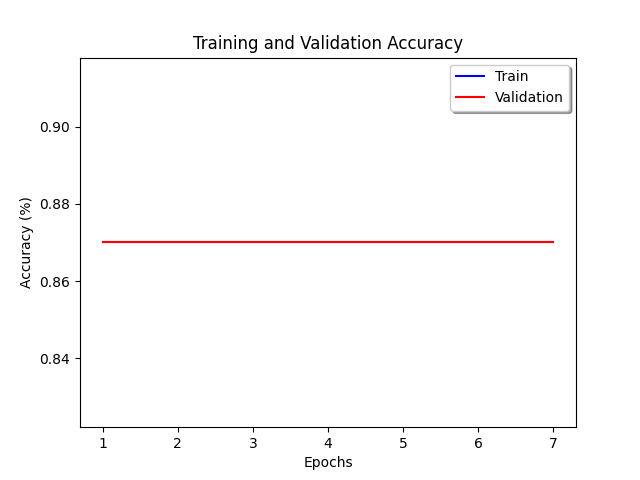 Training and Validation Accuracy
Train
Validation
0.90
0.88
0.86
0.84
Accuracy (%)
1 2 3 4 5 6 7
Epochs